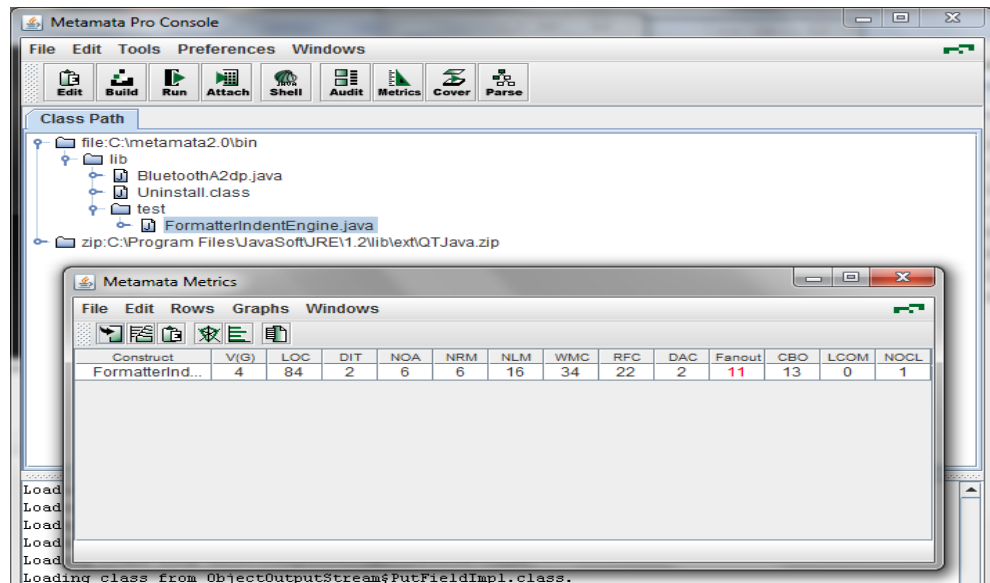 Metamata Pro Console
File Edit Tools Preferences Windows
Edit Build Run Attach Shell Audit Metrics Cover Parse
Class Path
file:C:\metamata2.0\bin
lib
BluetoothA2dp.java
Uninstall.class
test
FormatterIndentEngine.java
zip:C:\Program Files\JavaSoft\JRE\1.2\lib\ext\QTJava.zip
Metamata Metrics
File Edit Rows Graphs Windows
Construct V(G) LOC DIT NOA NRM NLM WMC RFC DAC Fanout CBO LCOM NOCL
FormatterInd... 4 84 2 6 6 16 34 22 2 11 13 0 1
Load
Load
Load
Load
Load
Loading class from ObjectOutputStream$PutFieldImpl.class.